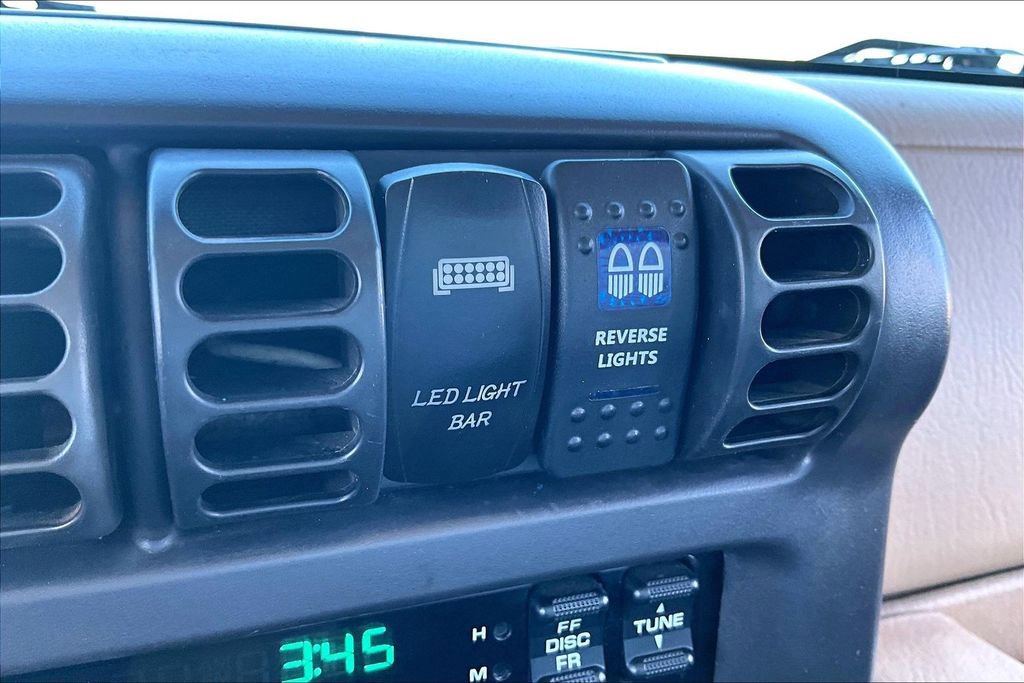 LED LIGHT
BAR
REVERSE
LIGHTS
3:45
H
M
FF
DISC
FR
TUNE